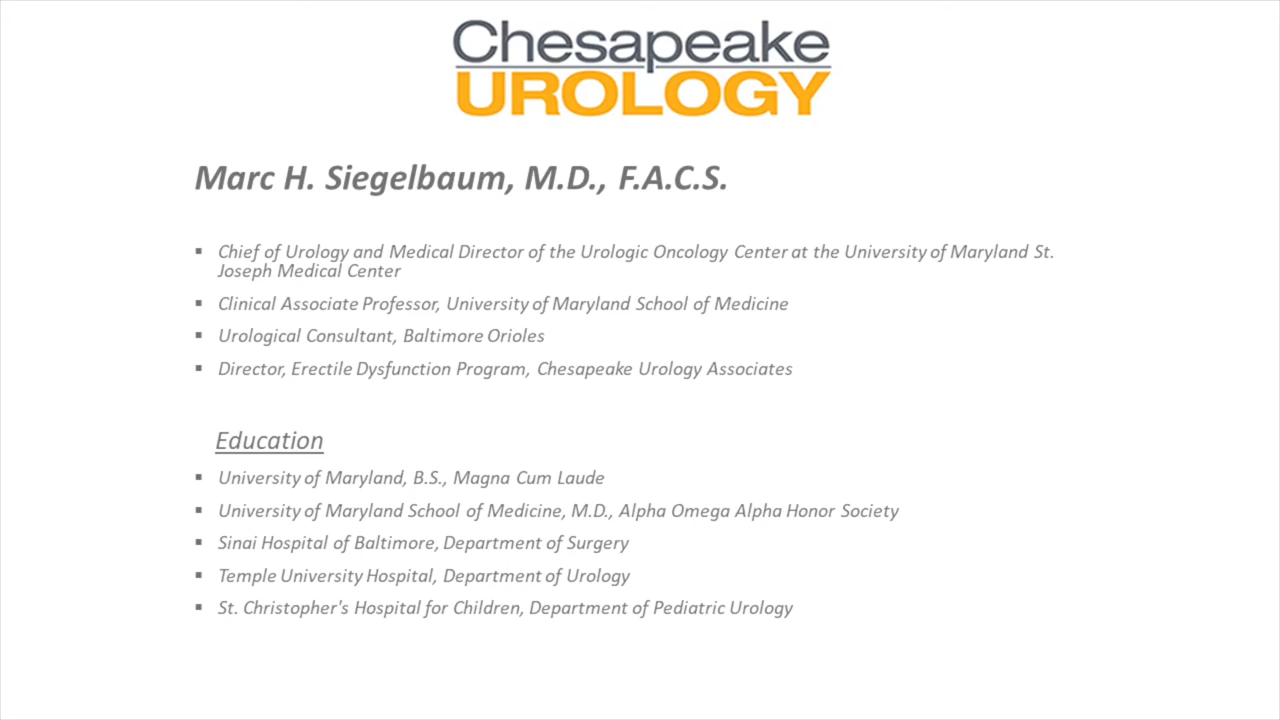 Chesapeake
UROLOGY
Marc H. Siegelbaum, M.D., F.A.C.S.
▪ Chief of Urology and Medical Director of the Urologic Oncology Center at the University of Maryland St.
Joseph Medical Center
▪ Clinical Associate Professor, University of Maryland School of Medicine
▪ Urological Consultant, Baltimore Orioles
▪ Director, Erectile Dysfunction Program, Chesapeake Urology Associates
Education
▪ University of Maryland, B.S., Magna Cum Laude
▪ University of Maryland School of Medicine, M.D., Alpha Omega Alpha Honor Society
▪ Sinai Hospital of Baltimore, Department of Surgery
▪ Temple University Hospital, Department of Urology
▪ St. Christopher's Hospital for Children, Department of Pediatric Urology